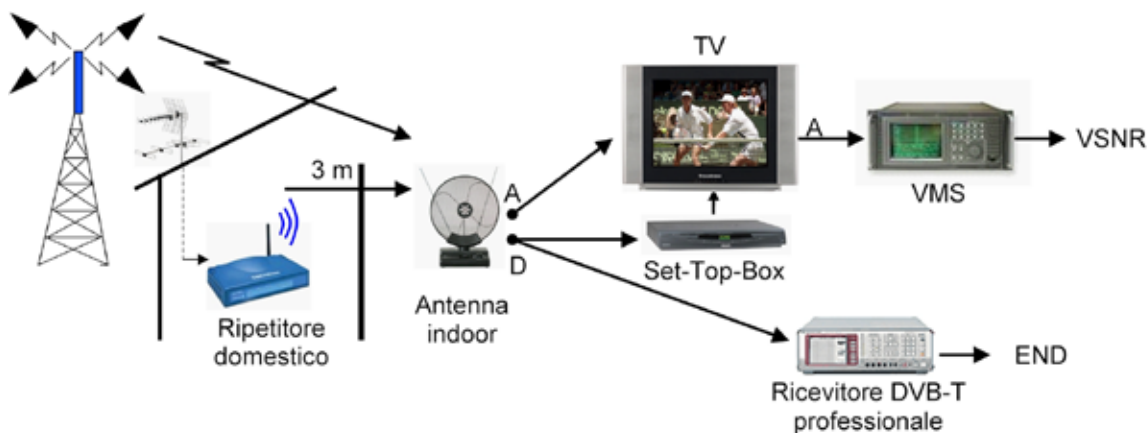 TV
3 m
A
D
A
VMS
VSNR
Set-Top-Box
Antenna
indoor
Ripetitore
domestico
Ricevitore DVB-T
professionale
END